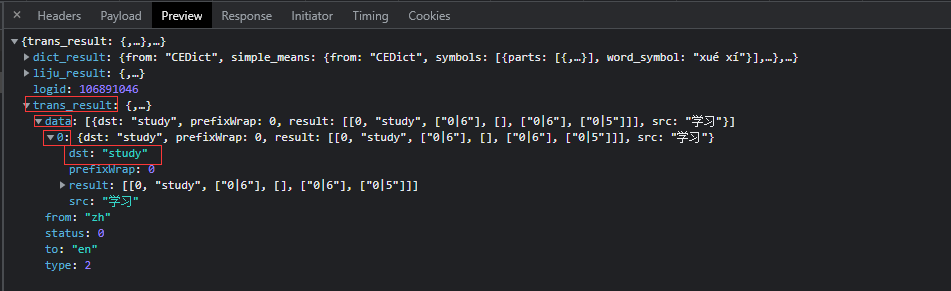 × Headers Payload Preview Response Initiator Timing Cookies
▼{trans_result: {,…},…}
▶dict_result: {from: "CEDict", simple_means: {from: "CEDict", symbols: [{parts: [{,…}], word_symbol: "xué xí"}],…},…}
▶liju_result: {,…}
logid: 106891046
▼trans_result: {,…}
▼data: [{dst: "study", prefixWrap: 0, result: [[0, "study", ["0|6"], [], ["0|6"], ["0|5"]]], src: "学习"}]
▼0: {dst: "study", prefixWrap: 0, result: [[0, "study", ["0|6"], [], ["0|6"], ["0|5"]]], src: "学习"}
dst: "study"
prefixWrap: 0
▶result: [[0, "study", ["0|6"], [], ["0|6"], ["0|5"]]]
src: "学习"
from: "zh"
status: 0
to: "en"
type: 2